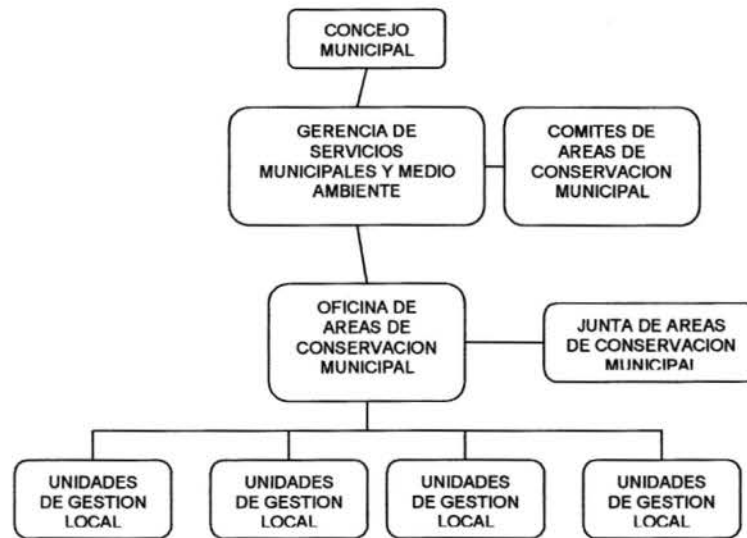 CONCEJO
MUNICIPAL
GERENCIA DE
SERVICIOS
MUNICIPALES Y MEDIO
AMBIENTE
COMITES DE
AREAS DE
CONSERVACION
MUNICIPAL
OFICINA DE
AREAS DE
CONSERVACION
MUNICIPAL
JUNTA DE AREAS
DE CONSERVACION
MUNICIPAL
UNIDADES
DE GESTION
LOCAL
UNIDADES
DE GESTION
LOCAL
UNIDADES
DE GESTION
LOCAL
UNIDADES
DE GESTION
LOCAL